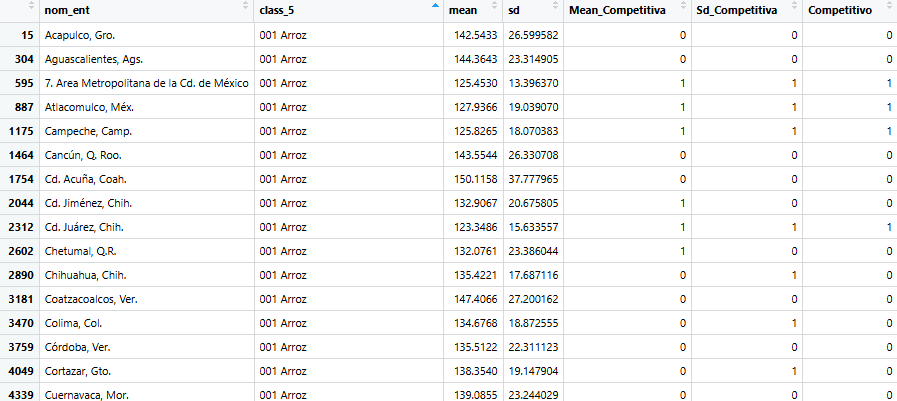 nom_ent class_5 mean sd Mean_Competitiva Sd_Competitiva Competitivo
15 Acapulco, Gro. 001 Arroz 142.5433 26.599582 0 0 0
304 Aguascalientes, Ags. 001 Arroz 144.3643 23.314905 0 0 0
595 7. Area Metropolitana de la Cd. de México 001 Arroz 125.4530 13.396370 1 1 1
887 Atlacomulco, Méx. 001 Arroz 127.9366 19.039070 1 1 1
1175 Campeche, Camp. 001 Arroz 125.8265 18.070383 1 1 1
1464 Cancún, Q. Roo. 001 Arroz 143.5544 26.330708 0 0 0
1754 Cd. Acuña, Coah. 001 Arroz 150.1158 37.777965 0 0 0
2044 Cd. Jiménez, Chih. 001 Arroz 132.9067 20.675805 1 0 0
2312 Cd. Juárez, Chih. 001 Arroz 123.3486 15.633557 1 1 1
2602 Chetumal, Q.R. 001 Arroz 132.0761 23.386044 1 0 0
2890 Chihuahua, Chih. 001 Arroz 135.4221 17.687116 0 1 0
3181 Coatzacoalcos, Ver. 001 Arroz 147.4066 27.200162 0 0 0
3470 Colima, Col. 001 Arroz 134.6768 18.872555 0 1 0
3759 Córdoba, Ver. 001 Arroz 135.5122 22.311123 0 0 0
4049 Cortazar, Gto. 001 Arroz 138.3540 19.147904 0 1 0
4339 Cuernavaca, Mor. 001 Arroz 139.0855 23.244029 0 0 0